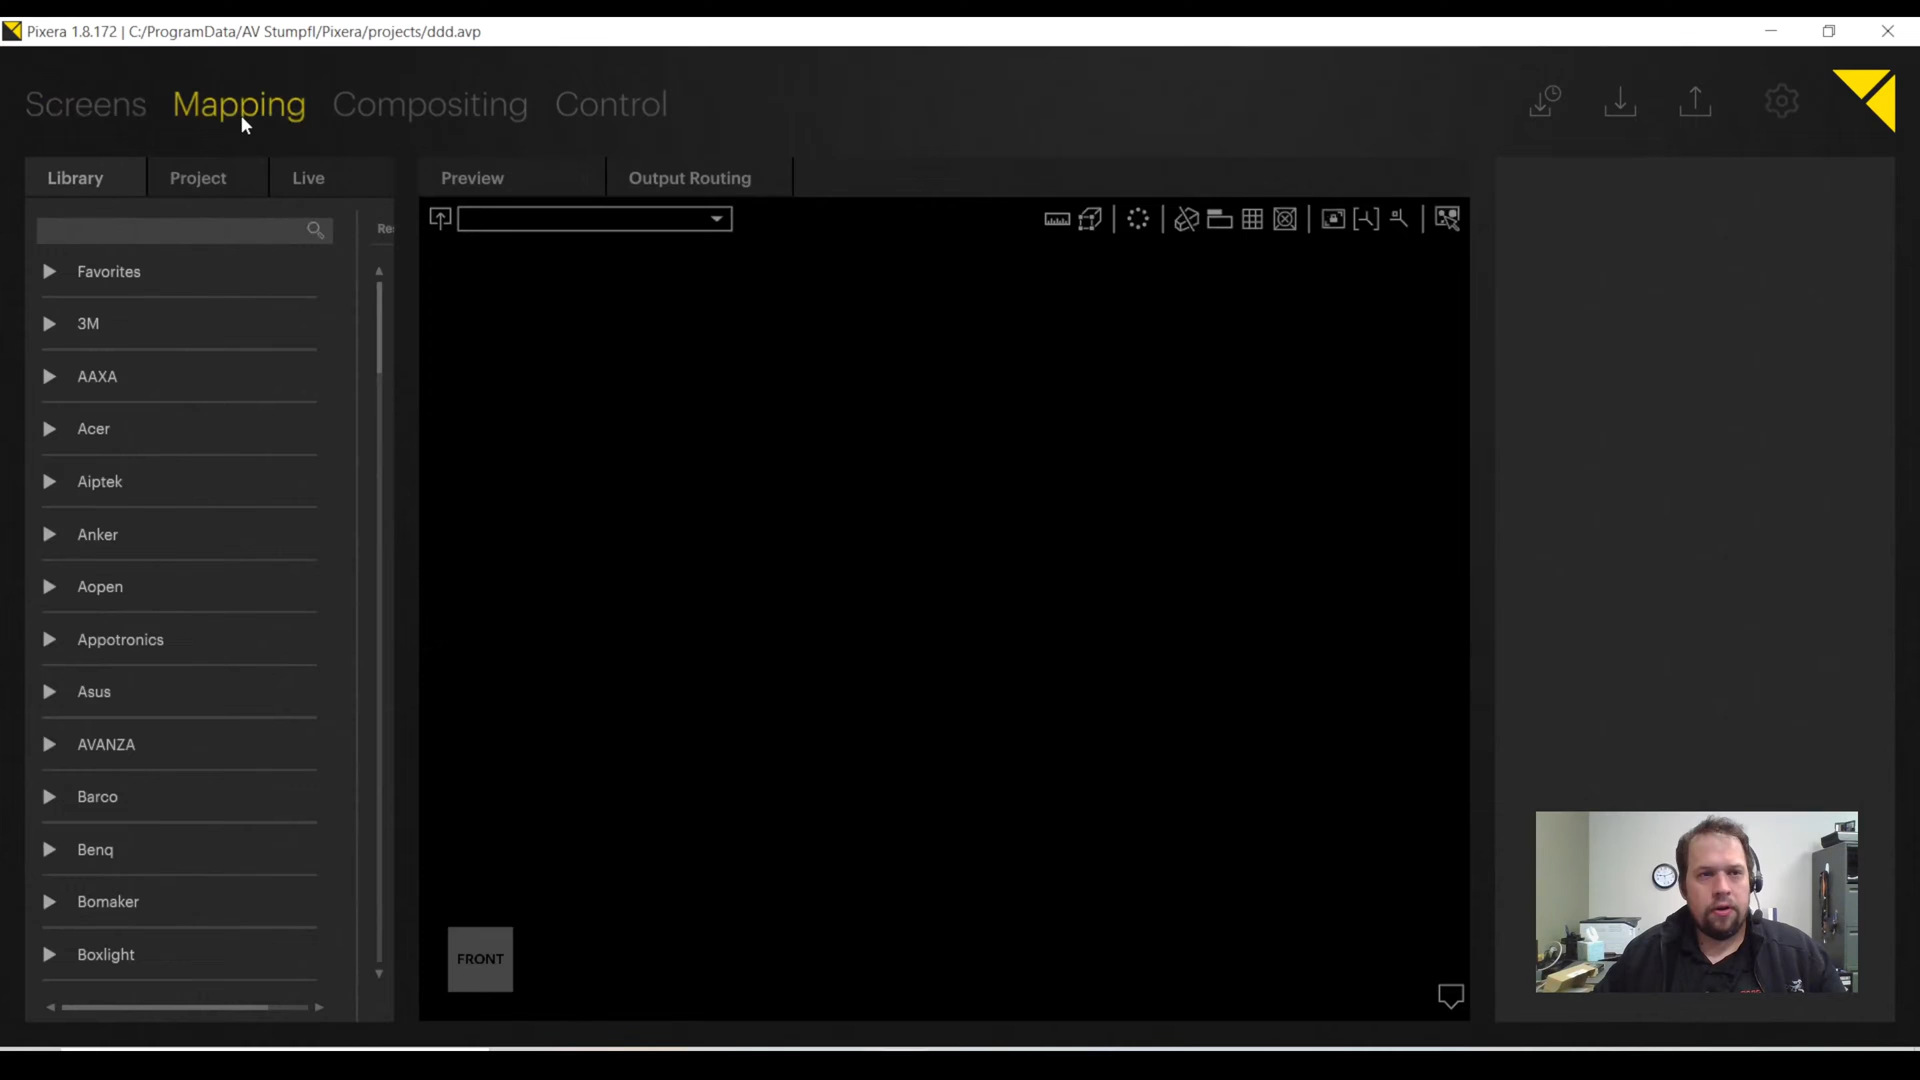 Pixera 1.8.172 | C:/ProgramData/AV Stumpfl/Pixera/projects/ddd.avp
Screens Mapping Compositing Control
Library Project Live Preview Output Routing
Re
Favorites
3M
AAXA
Acer
Aiptek
Anker
Aopen
Appotronics
Asus
AVANZA
Barco
Benq
Bomaker
Boxlight
FRONT